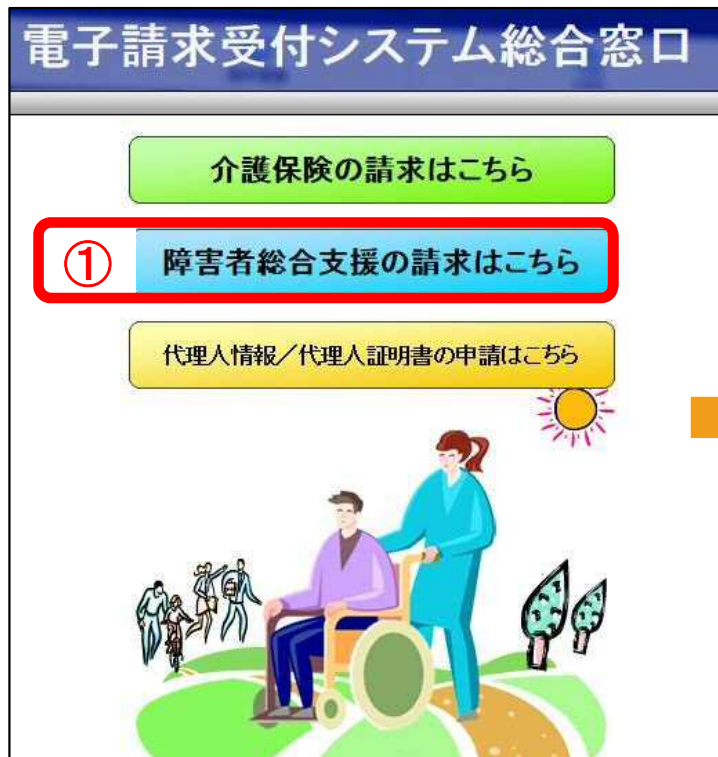 電子請求受付システム総合窓口
介護保険の請求はこちら
① 障害者総合支援の請求はこちら
代理人情報／代理人証明書の申請はこちら